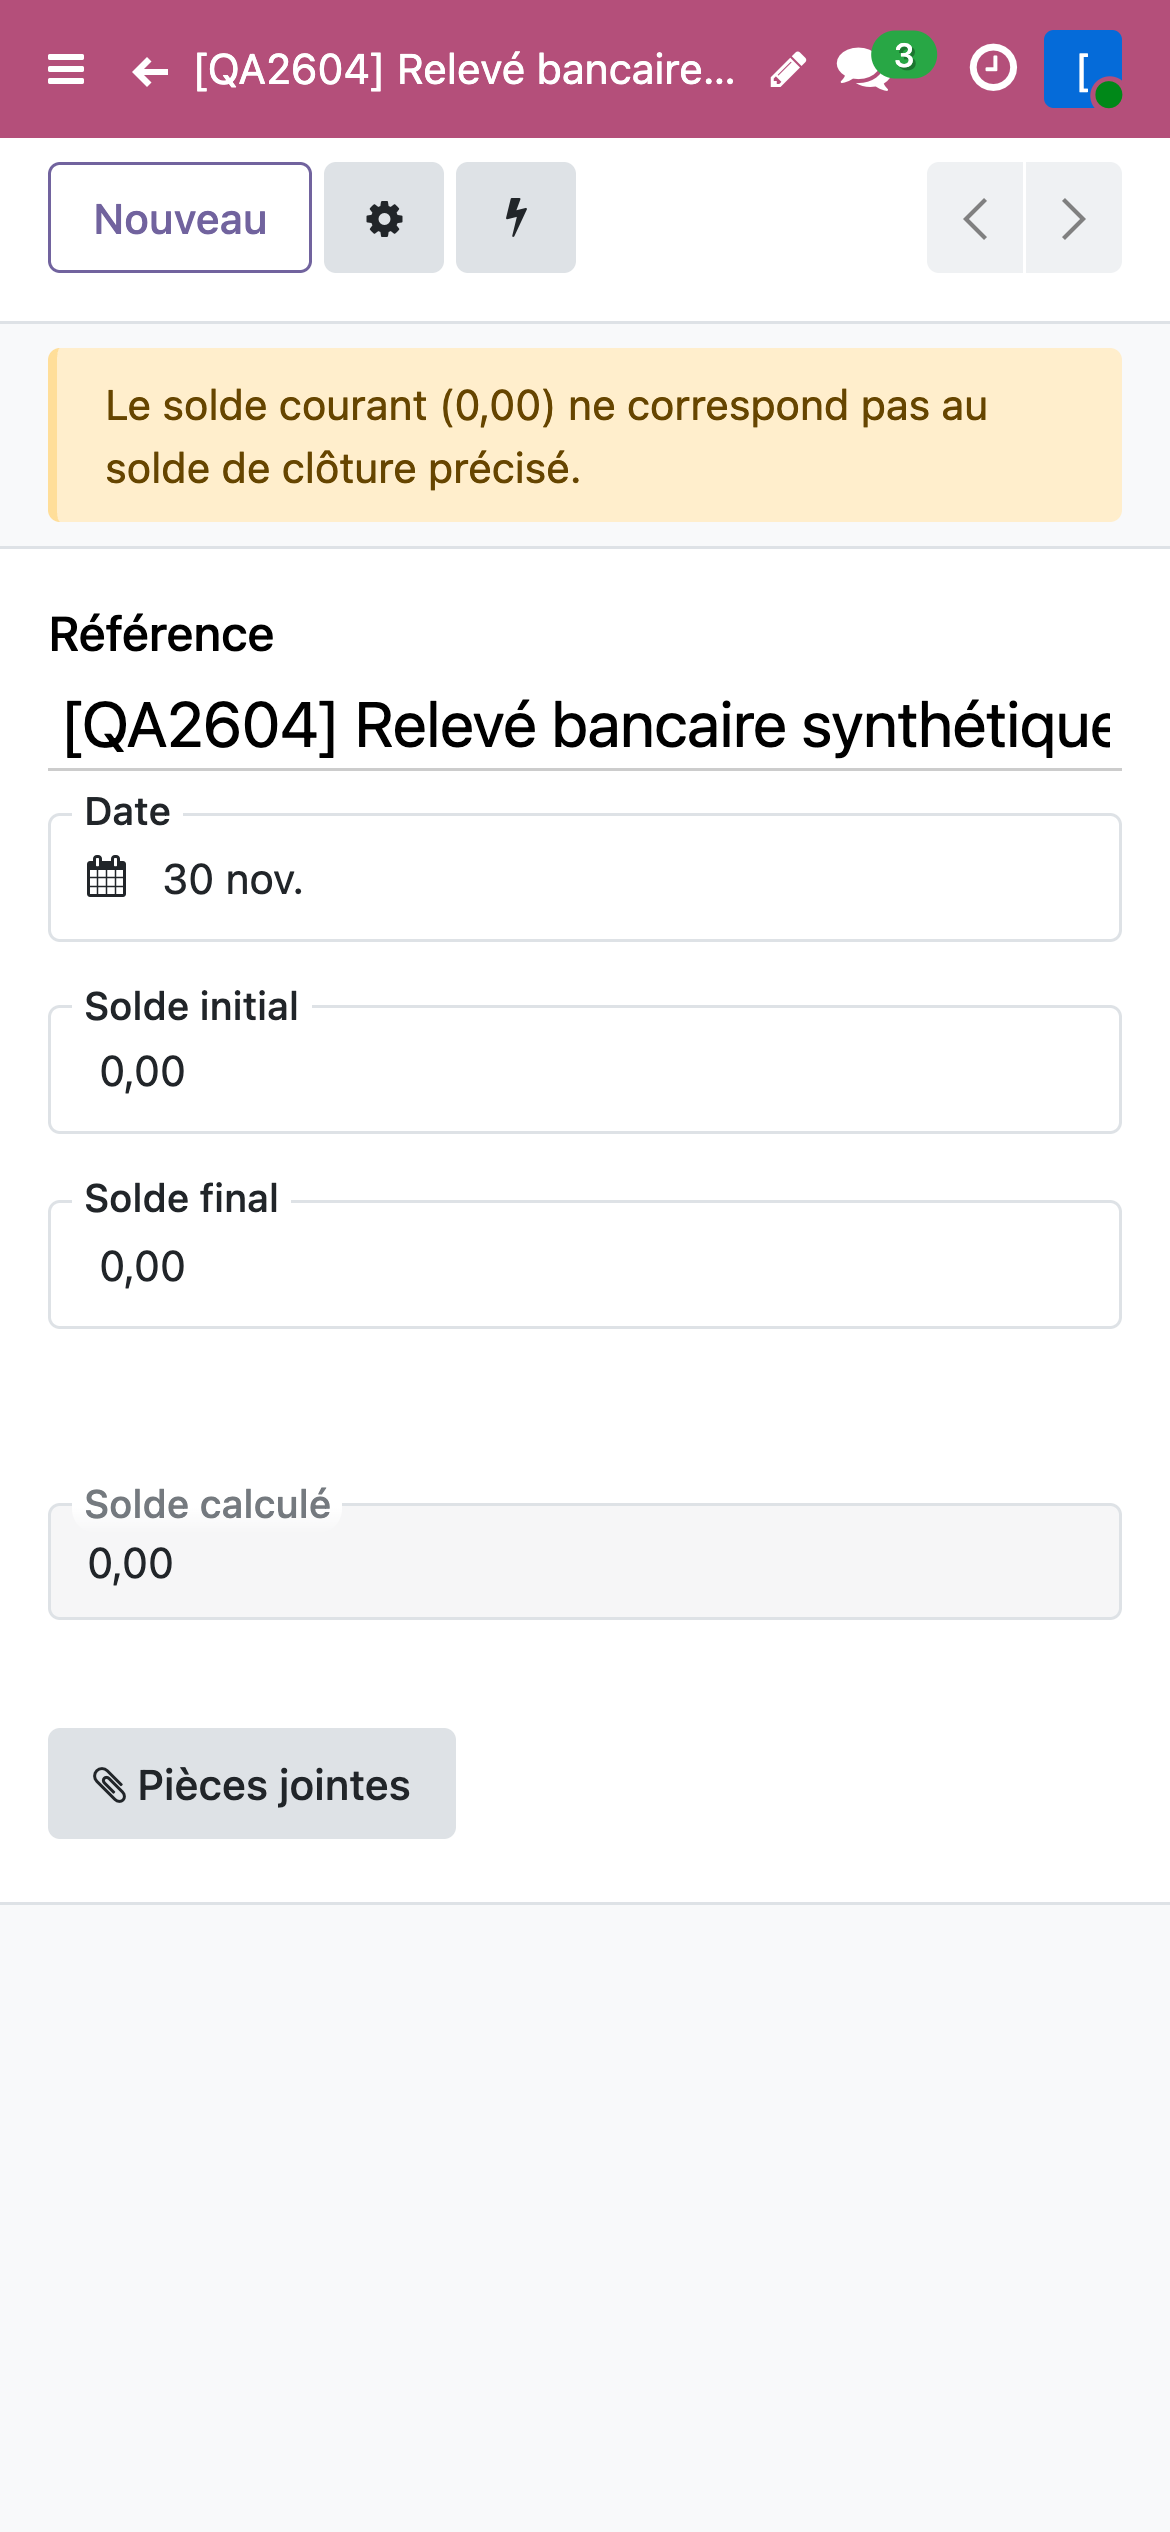 [QA2604] Relevé bancaire...
3
[
Nouveau
Le solde courant (0,00) ne correspond pas au
solde de clôture précisé.
Référence
[QA2604] Relevé bancaire synthétique
Date
30 nov.
Solde initial
0,00
Solde final
0,00
Solde calculé
0,00
Pièces jointes